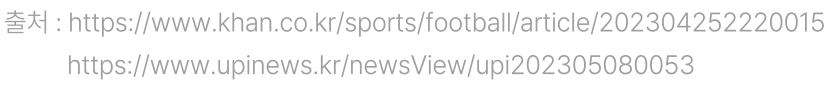 출처 : https://www.khan.co.kr/sports/football/article/202304252220015
https://www.upinews.kr/newsView/upi202305080053